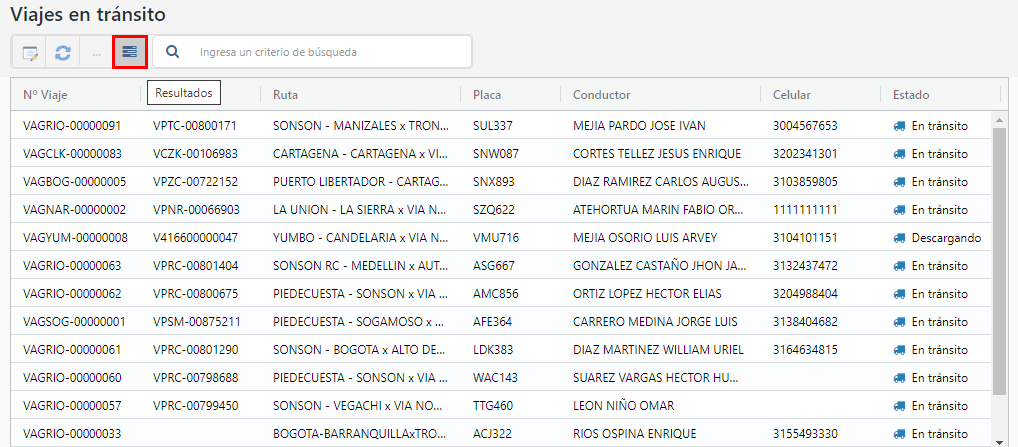 Viajes en tránsito
... Ingresa un criterio de búsqueda
Nº Viaje Resultados Ruta Placa Conductor Celular Estado
VAGRIO-00000091 VPTC-00800171 SONSON - MANIZALES x TRON... SUL337 MEJIA PARDO JOSE IVAN 3004567653 En tránsito
VAGCLK-00000083 VCZK-00106983 CARTAGENA - CARTAGENA x VI... SNW087 CORTES TELLEZ JESUS ENRIQUE 3202341301 En tránsito
VAGBOG-00000005 VPZC-00722152 PUERTO LIBERTADOR - CARTAG... SNX893 DIAZ RAMIREZ CARLOS AUGUS... 3103859805 En tránsito
VAGNAR-00000002 VPNR-00066903 LA UNION - LA SIERRA x VIA N... SZQ622 ATEHORTUA MARIN FABIO OR... 1111111111 En tránsito
VAGYUM-00000008 V416600000047 YUMBO - CANDELARIA x VIA N... VMU716 MEJIA OSORIO LUIS ARVEY 3104101151 Descargando
VAGRIO-00000063 VPRC-00801404 SONSON RC - MEDELLIN x AUT... ASG667 GONZALEZ CASTAÑO JHON JA... 3132437472 En tránsito
VAGRIO-00000062 VPRC-00800675 PIEDECUESTA - SONSON x VIA ... AMC856 ORTIZ LOPEZ HECTOR ELIAS 3204988404 En tránsito
VAGSOG-00000001 VPSM-00875211 PIEDECUESTA - SOGAMOSO x ... AFE364 CARRERO MEDINA JORGE LUIS 3138404682 En tránsito
VAGRIO-00000061 VPRC-00801290 SONSON - BOGOTA x ALTO DE... LDK383 DIAZ MARTINEZ WILLIAM URIEL 3164634815 En tránsito
VAGRIO-00000060 VPRC-00798688 PIEDECUESTA - SONSON x VIA ... WAC143 SUAREZ VARGAS HECTOR HU... En tránsito
VAGRIO-00000057 VPRC-00799450 SONSON - VEGACHI x VIA NO... TTG460 LEON NIÑO OMAR En tránsito
VAGRIO-00000033 BOGOTA-BARRANQUILLAxTRO... ACJ322 RIOS OSPINA ENRIQUE 3155493330 En tránsito